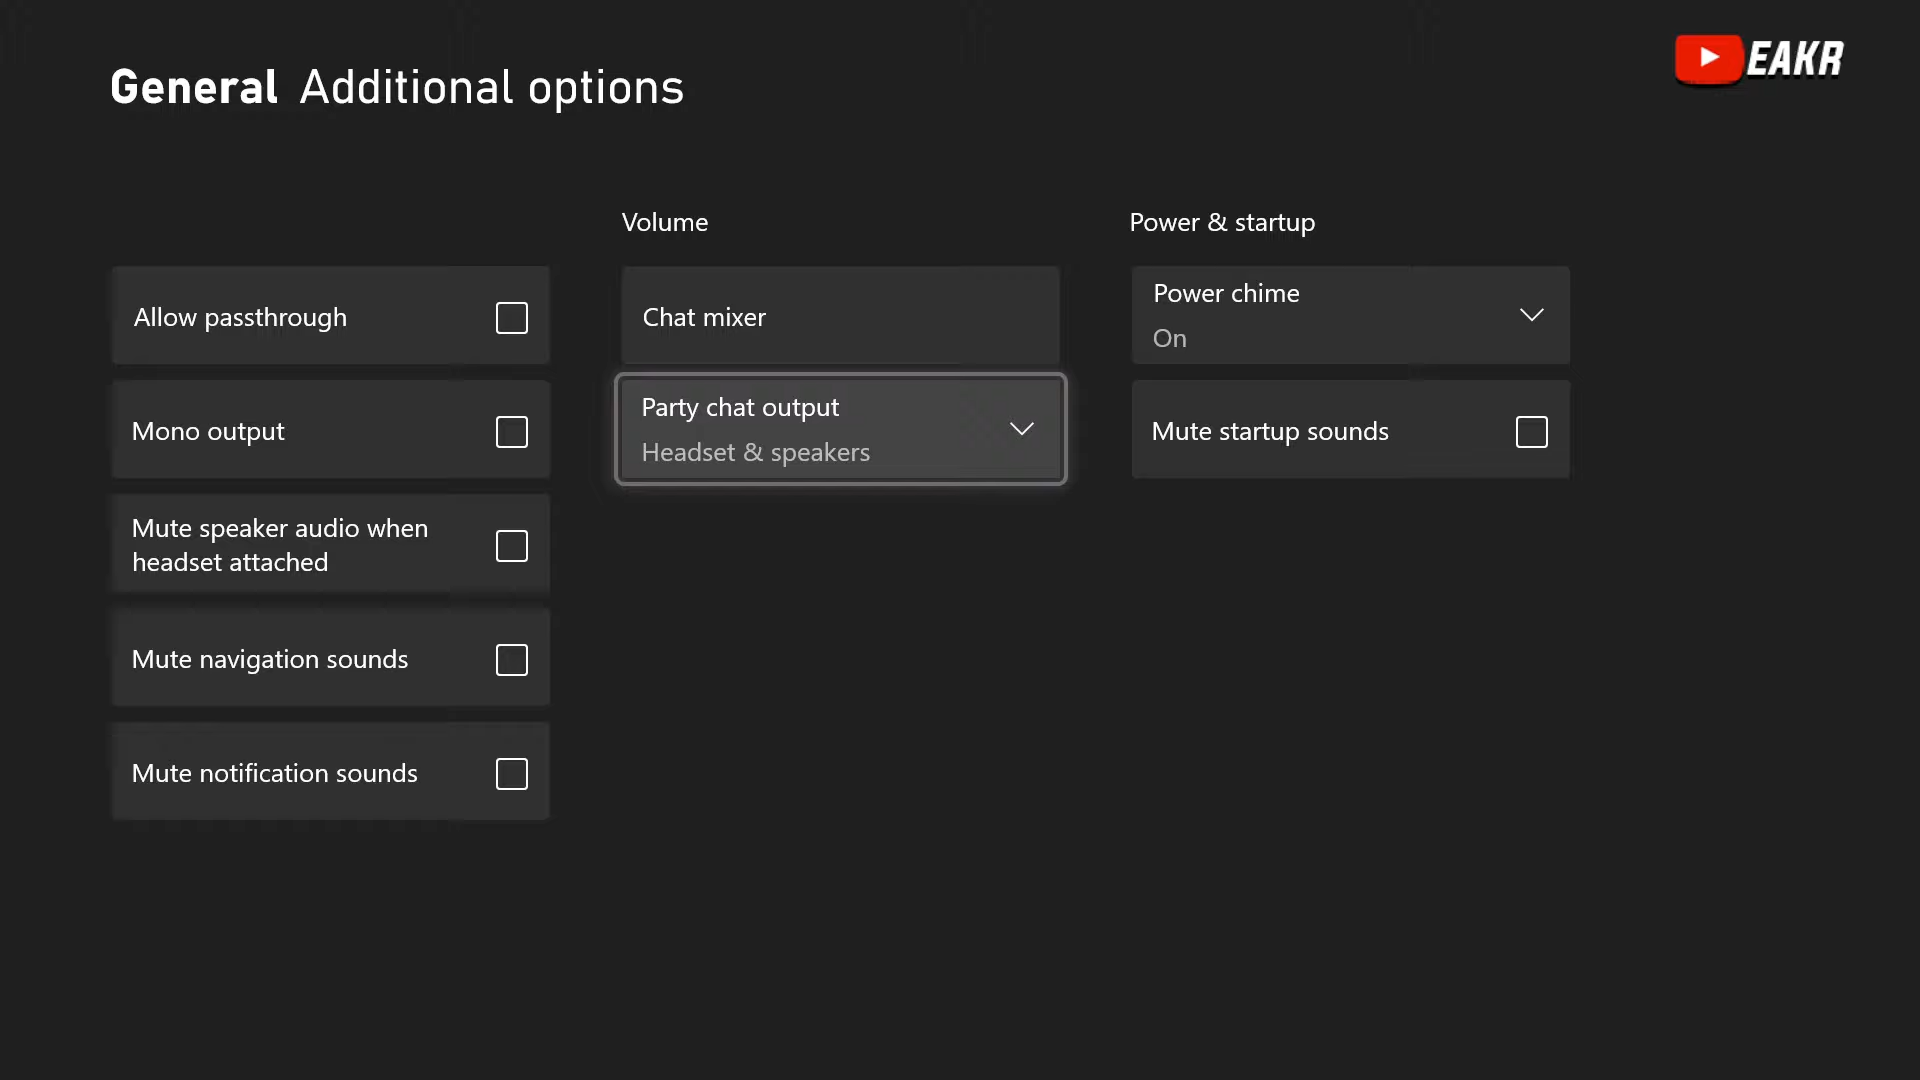 General Additional options
EAKR
Allow passthrough
Mono output
Mute speaker audio when
headset attached
Mute navigation sounds
Mute notification sounds
Volume
Chat mixer
Party chat output
Headset & speakers
Power & startup
Power chime
On
Mute startup sounds